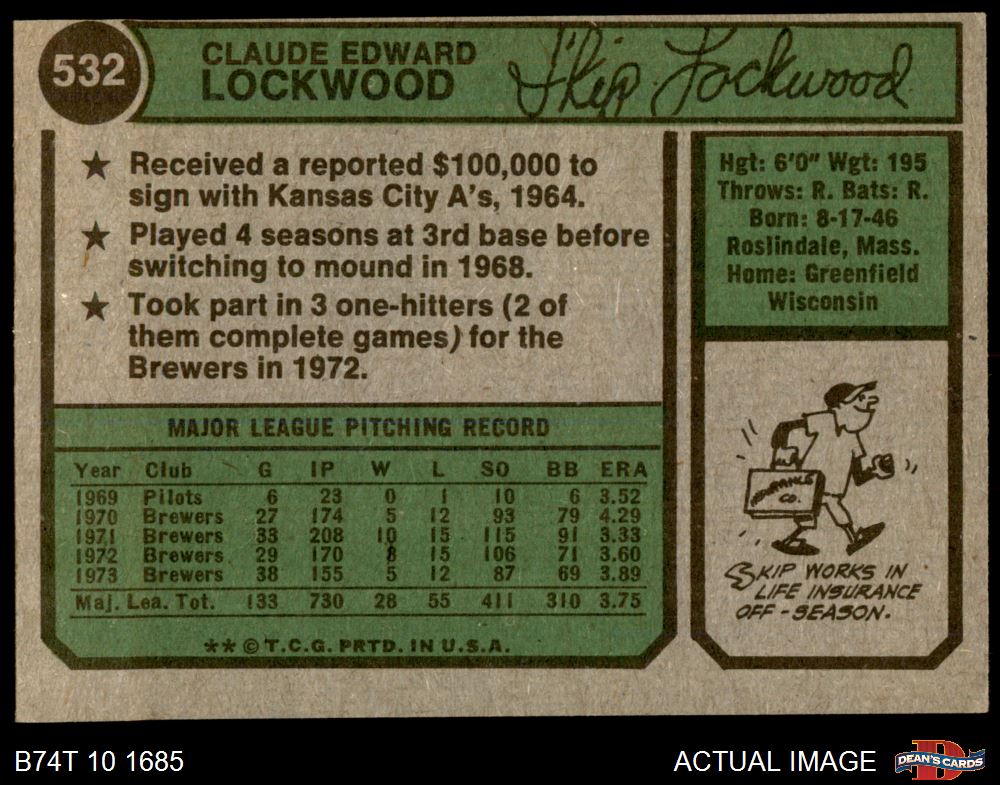 532
CLAUDE EDWARD
LOCKWOOD
Skip Lockwood
★ Received a reported $100,000 to
sign with Kansas City A's, 1964.
★ Played 4 seasons at 3rd base before
switching to mound in 1968.
★ Took part in 3 one-hitters (2 of
them complete games) for the
Brewers in 1972.
MAJOR LEAGUE PITCHING RECORD
Year Club G IP W L SO BB ERA
1969 Pilots 6 23 0 1 10 6 3.52
1970 Brewers 27 174 5 12 93 79 4.29
1971 Brewers 33 208 10 15 115 91 3.33
1972 Brewers 29 170 8 15 106 71 3.60
1973 Brewers 38 155 5 12 87 69 3.89
Maj. Lea. Tot. 133 730 28 55 411 310 3.75
** © T.C.G. PRTD. IN U.S.A.
Hgt: 6'0" Wgt: 195
Throws: R. Bats: R.
Born: 8-17-46
Roslindale, Mass.
Home: Greenfield
Wisconsin
CO.
SKIP WORKS IN
LIFE INSURANCE
OFF-SEASON.
B74T 10 1685
ACTUAL IMAGE
D
DEAN'S CARDS